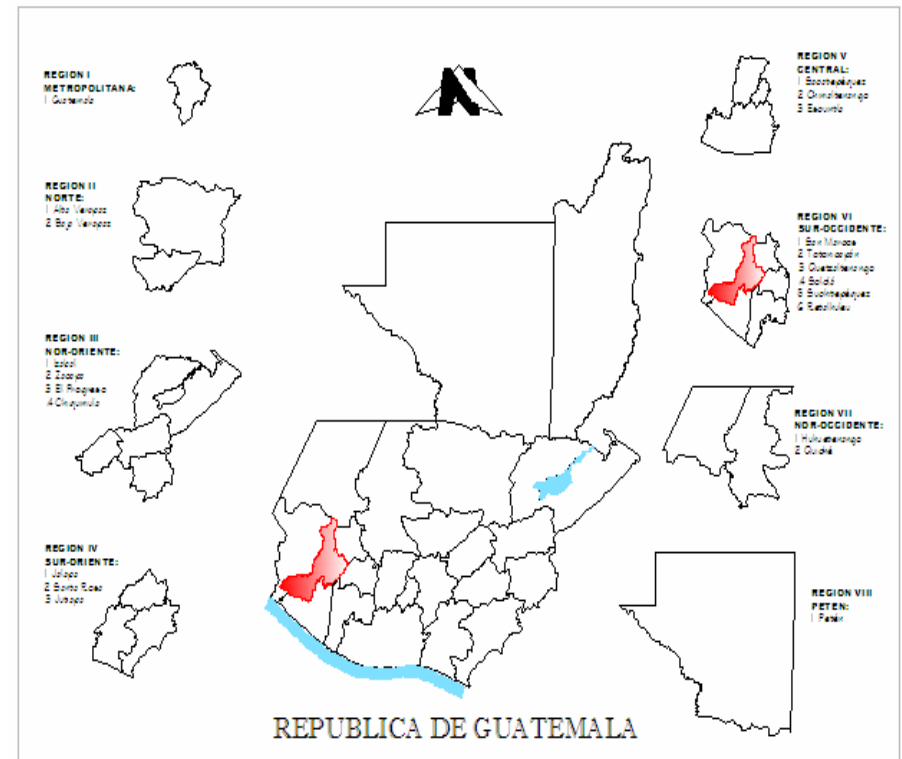 REGION I
METROPOLITANA:
1 Guatemala
REGION II
NORTE:
1 Alta Verapaz
2 Baja Verapaz
REGION III
NOR-ORIENTE:
1 Izabal
2 Zacapa
3 El Progreso
4 Chiquimula
REGION IV
SUR-ORIENTE:
1 Jalapa
2 Santa Rosa
3 Jutiapa
N
REGION V
CENTRAL:
1 Sacatepéquez
2 Chimaltenango
3 Escuintla
REGION VI
SUR-OCCIDENTE:
1 San Marcos
2 Totonicapán
3 Quetzaltenango
4 Sololá
5 Suchitepéquez
6 Retalhuleu
REGION VII
NOR-OCCIDENTE:
1 Huhuetenango
2 Quiché
REGION VIII
PETEN:
1 Petén
REPUBLICA DE GUATEMALA